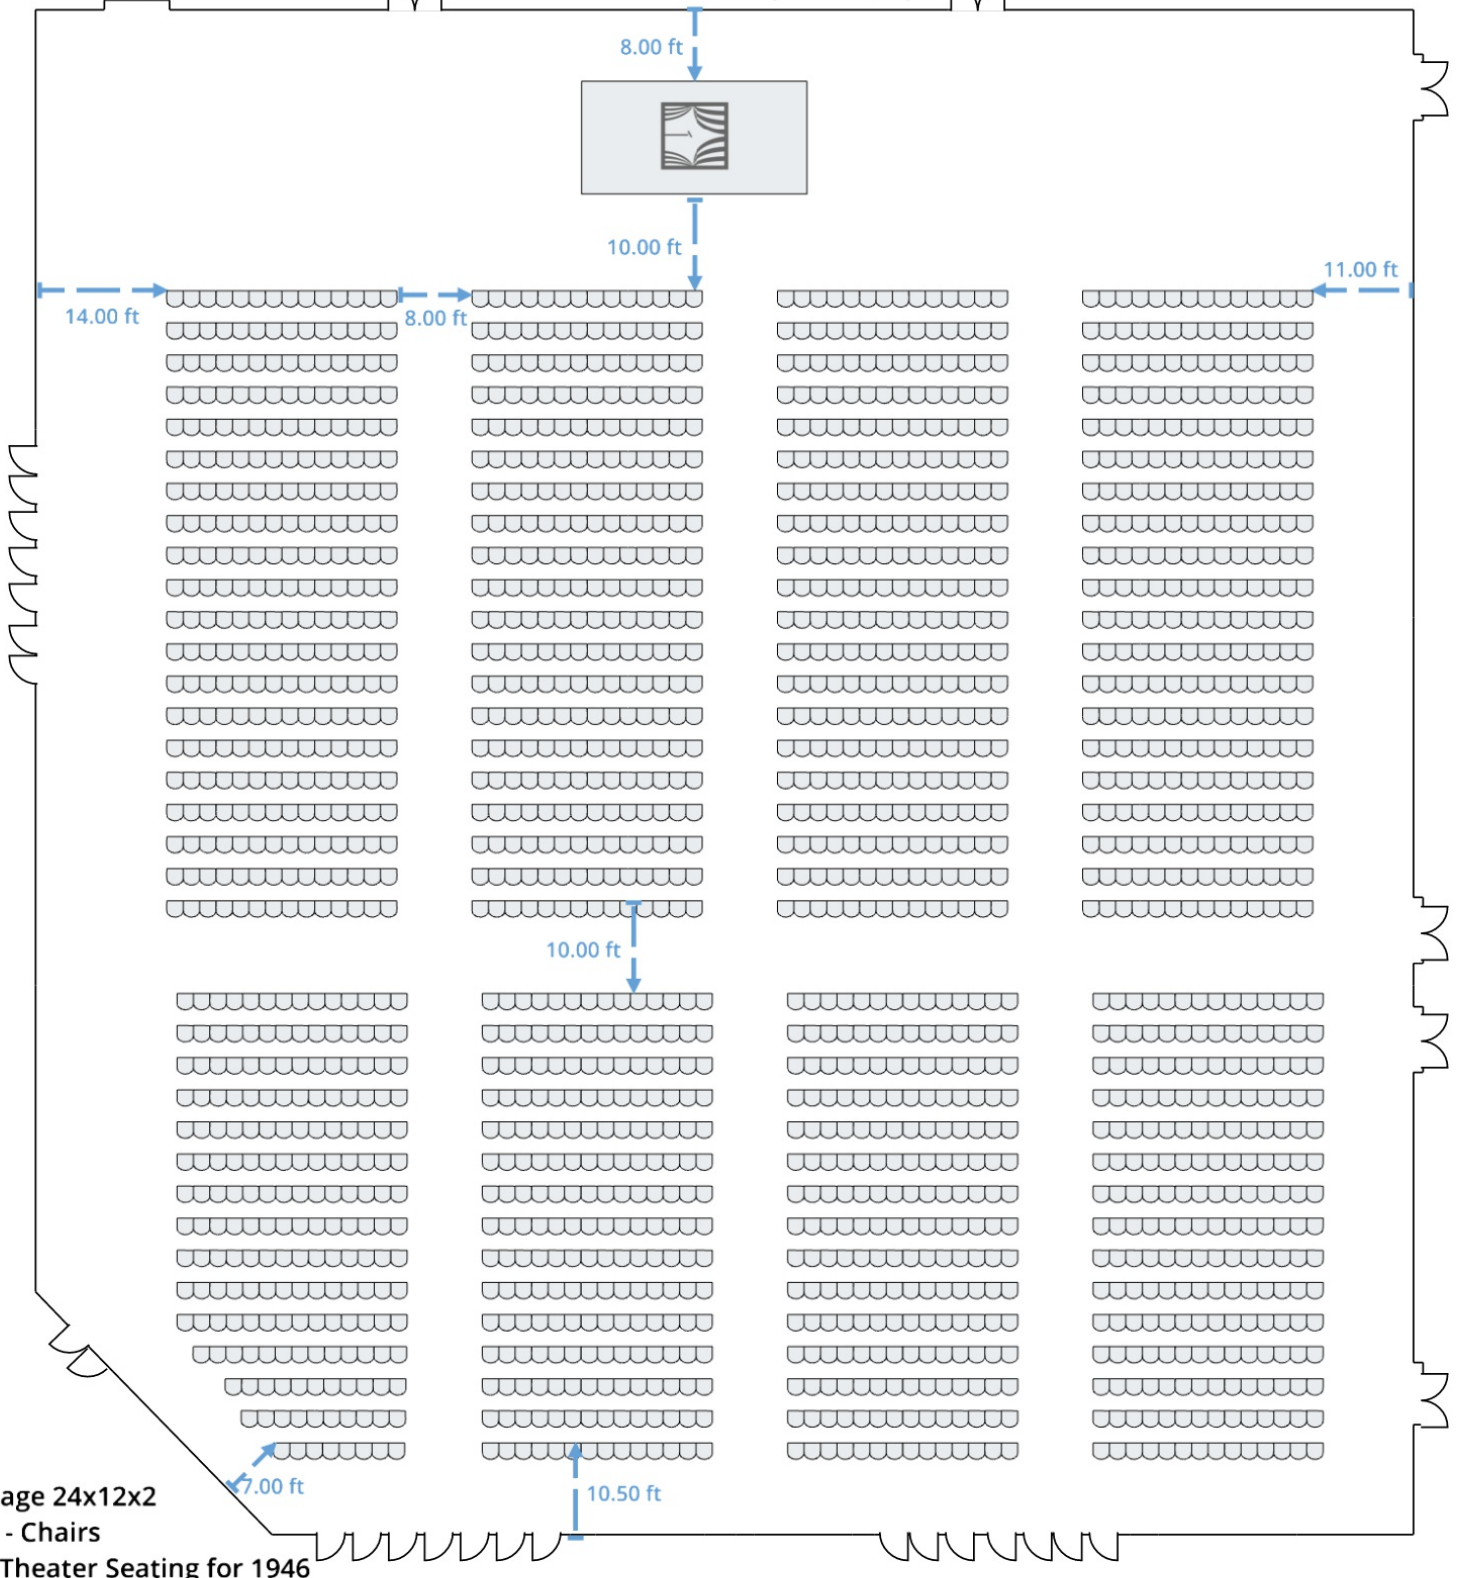 8.00 ft
1
10.00 ft
11.00 ft
14.00 ft
8.00 ft
10.00 ft
7.00 ft
10.50 ft
age 24x12x2
- Chairs
Theater Seating for 1946